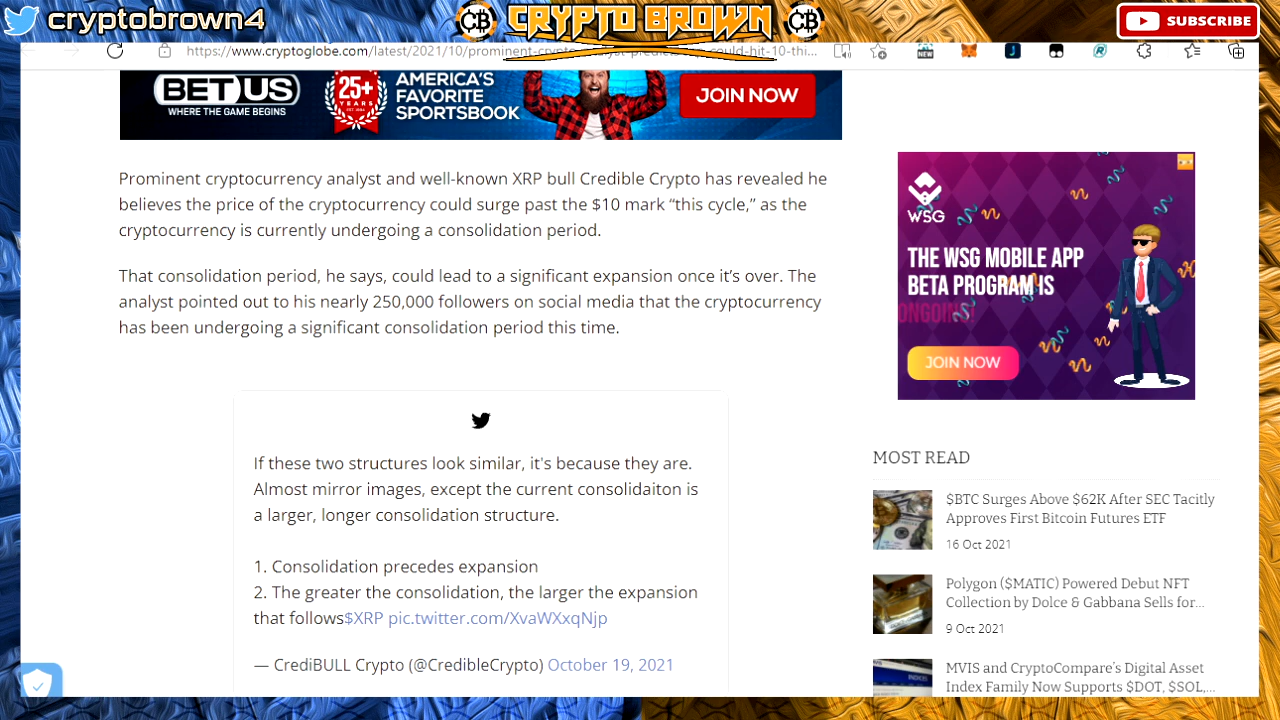 cryptobrown4
CB
CRYPTO BROWN
CB
SUBSCRIBE
https://www.cryptoglobe.com/latest/2021/10/prominent-crypto
could-hit-10-thi...
NEW
BETUS
WHERE THE GAME BEGINS
25+
YEARS
AMERICA'S
FAVORITE
SPORTSBOOK
JOIN NOW
Prominent cryptocurrency analyst and well-known XRP bull Credible Crypto has revealed he
believes the price of the cryptocurrency could surge past the $10 mark “this cycle,” as the
cryptocurrency is currently undergoing a consolidation period.
That consolidation period, he says, could lead to a significant expansion once it’s over. The
analyst pointed out to his nearly 250,000 followers on social media that the cryptocurrency
has been undergoing a significant consolidation period this time.
If these two structures look similar, it's because they are.
Almost mirror images, except the current consolidaiton is
a larger, longer consolidation structure.
1. Consolidation precedes expansion
2. The greater the consolidation, the larger the expansion
that follows$XRP pic.twitter.com/XvaWXxqNjp
— CrediBULL Crypto (@CredibleCrypto) October 19, 2021
WSG
THE WSG MOBILE APP
BETA PROGRAM IS
ONGOING!
JOIN NOW
MOST READ
$BTC Surges Above $62K After SEC Tacitly
Approves First Bitcoin Futures ETF
16 Oct 2021
Polygon ($MATIC) Powered Debut NFT
Collection by Dolce & Gabbana Sells for...
9 Oct 2021
MVIS and CryptoCompare’s Digital Asset
Index Family Now Supports $DOT, $SOL,...